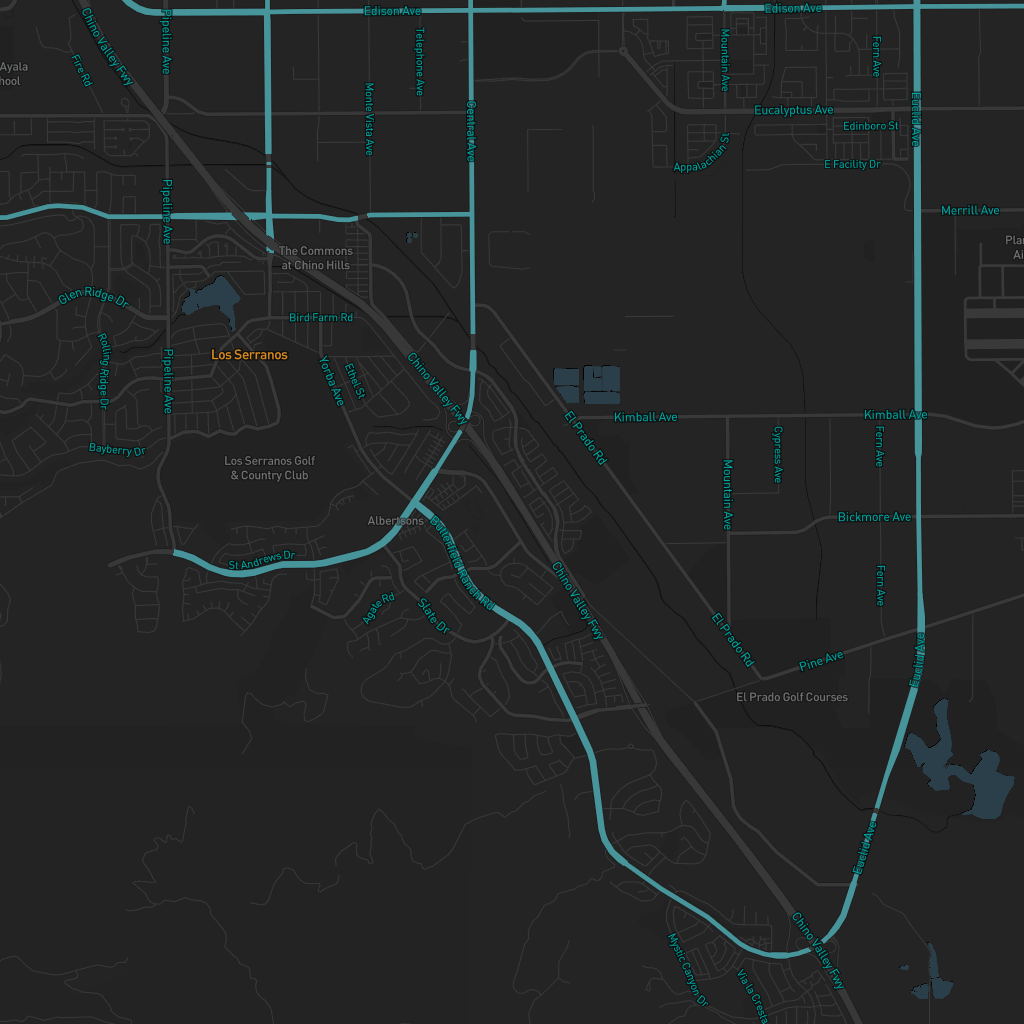 Edison Ave
Edison Ave
Chino Valley Fwy
Pipeline Ave
Telephone Ave
Mountain Ave
Fern Ave
Ayala
hool
Fire Rd
Monte Vista Ave
Central Ave
Eucalyptus Ave
Euclid Ave
Edinboro St
Appalachian St
E Facility Dr
Pipeline Ave
Merrill Ave
The Commons
at Chino Hills
Plan
Ai
Glen Ridge Dr
Bird Farm Rd
Los Serranos
Rolling Ridge Dr
Pipeline Ave
Yorba Ave
Ethel St
Chino Valley Fwy
El Prado Rd
Kimball Ave
Kimball Ave
Bayberry Dr
Cypress Ave
Fern Ave
Los Serranos Golf
& Country Club
Mountain Ave
Albertsons
Bickmore Ave
St Andrews Dr
Butterfield Ranch Rd
Chino Valley Fwy
Fern Ave
Agate Rd
Slate Dr
El Prado Rd
Pine Ave
Euclid Ave
El Prado Golf Courses
Euclid Ave
Chino Valley Fwy
Mystic Canyon Dr
Via la Cresta